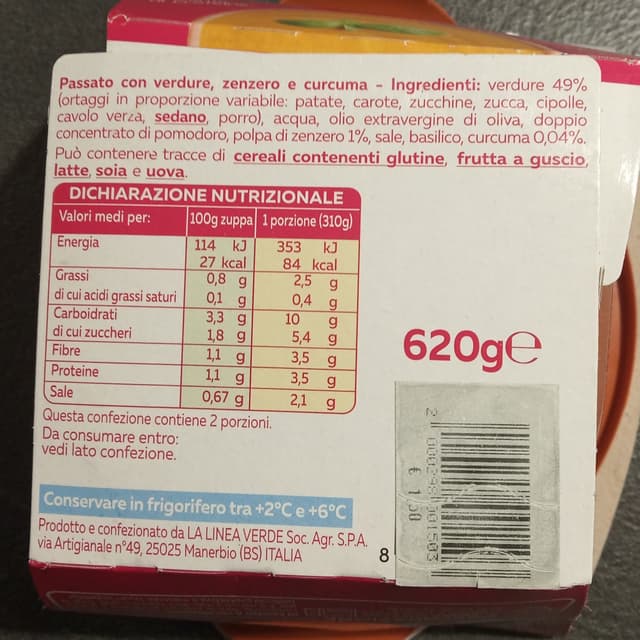 Passato con verdure, zenzero e curcuma - Ingredienti: verdure 49%
(ortaggi in proporzione variabile: patate, carote, zucchine, zucca, cipolle,
cavolo verza, sedano, porro), acqua, olio extravergine di oliva, doppio
concentrato di pomodoro, polpa di zenzero 1%, sale, basilico, curcuma 0,04%.
Può contenere tracce di cereali contenenti glutine, frutta a guscio,
latte, soia e uova.
DICHIARAZIONE NUTRIZIONALE
Valori medi per: 100g zuppa 1 porzione (310g)
Energia 114 kJ 353 kJ
27 kcal 84 kcal
Grassi 0,8 g 2,5 g
di cui acidi grassi saturi 0,1 g 0,4 g
Carboidrati 3,3 g 10 g
di cui zuccheri 1,8 g 5,4 g
Fibre 1,1 g 3,5 g
Proteine 1,1 g 3,5 g
Sale 0,67 g 2,1 g
620g℮
Questa confezione contiene 2 porzioni.
Da consumare entro:
vedi lato confezione.
Conservare in frigorifero tra +2°C e +6°C
Prodotto e confezionato da LA LINEA VERDE Soc. Agr. S.P.A.
via Artigianale n°49, 25025 Manerbio (BS) ITALIA
8